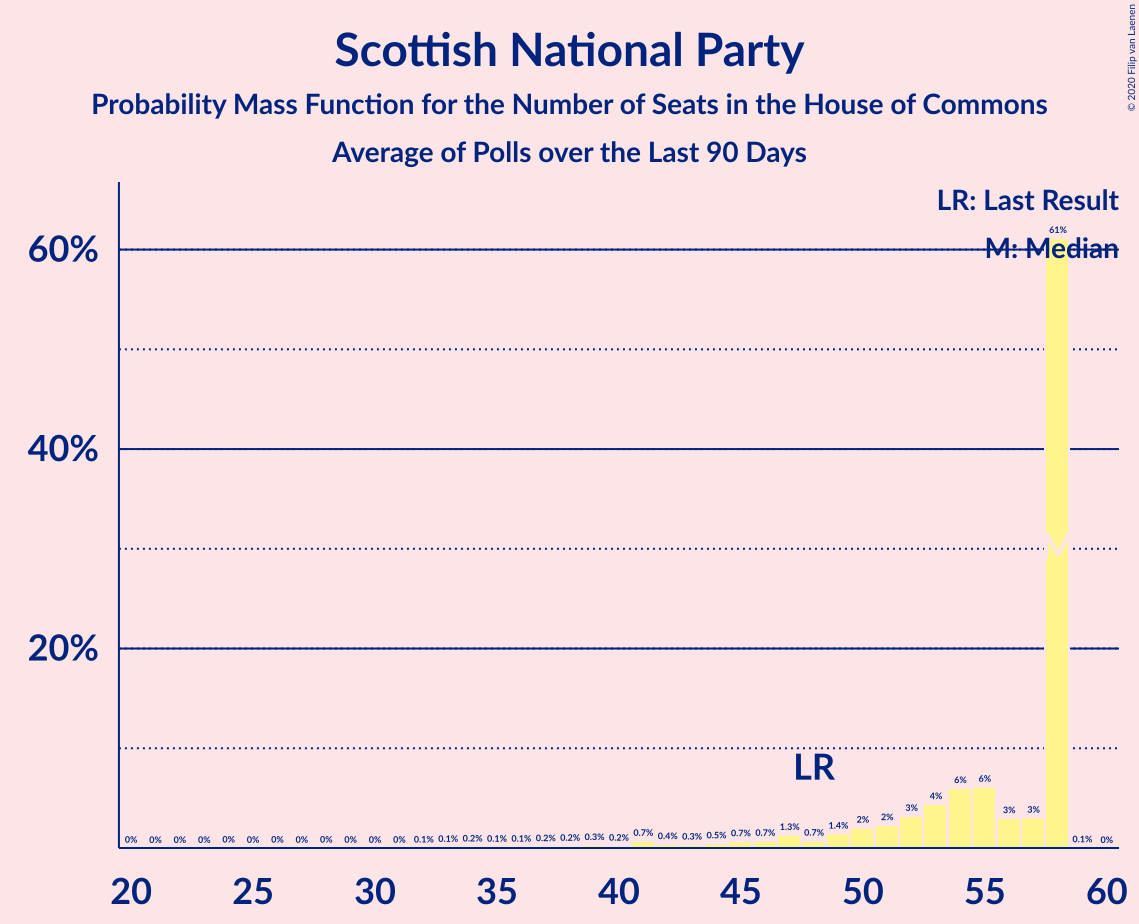 Scottish National Party
Probability Mass Function for the Number of Seats in the House of Commons
Average of Polls over the Last 90 Days
© 2020 Filip van Laenen
LR: Last Result
M: Median
60%
40%
20%
LR
0% 0% 0% 0% 0% 0% 0% 0% 0% 0% 0% 0% 0.1% 0.1% 0.2% 0.1% 0.1% 0.2% 0.2% 0.3% 0.2% 0.7% 0.4% 0.3% 0.5% 0.7% 0.7% 1.3% 0.7% 1.4% 2% 2% 3% 4% 6% 6% 3% 3% 61% 0.1% 0%
20 25 30 35 40 45 50 55 60